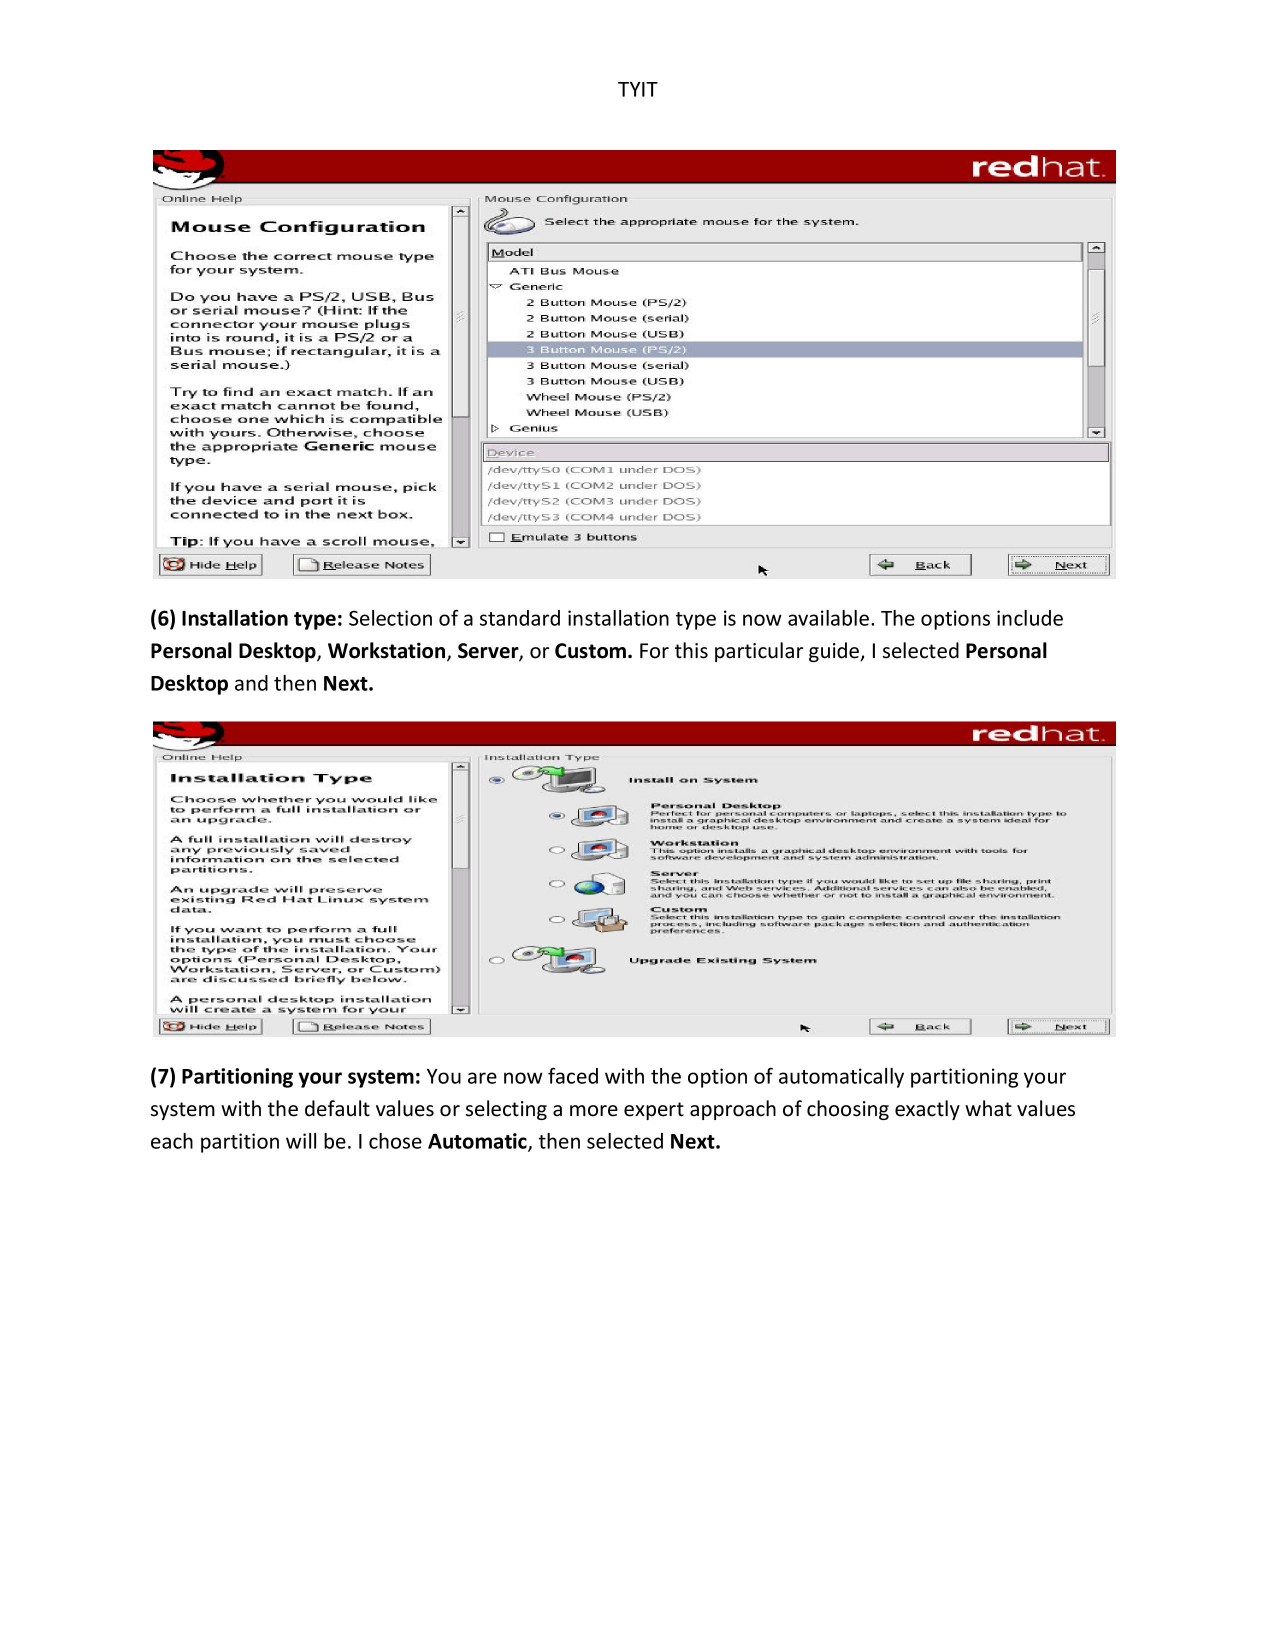 TYIT
redhat.
Online Help
Mouse Configuration
Choose the correct mouse type
for your system.
Do you have a PS/2, USB, Bus
or serial mouse? (Hint: If the
connector your mouse plugs
into is round, it is a PS/2 or a
Bus mouse; if rectangular, it is a
serial mouse.)
Try to find an exact match. If an
exact match cannot be found,
choose one which is compatible
with yours. Otherwise, choose
the appropriate Generic mouse
type.
If you have a serial mouse, pick
the device and port it is
connected to in the next box.
Tip: If you have a scroll mouse,
Mouse Configuration
Select the appropriate mouse for the system.
Model
ATI Bus Mouse
Generic
2 Button Mouse (PS/2)
2 Button Mouse (serial)
2 Button Mouse (USB)
3 Button Mouse (PS/2)
3 Button Mouse (serial)
3 Button Mouse (USB)
Wheel Mouse (PS/2)
Wheel Mouse (USB)
Genius
Device
/dev/ttyS0 (COM1 under DOS)
/dev/ttyS1 (COM2 under DOS)
/dev/ttyS2 (COM3 under DOS)
/dev/ttyS3 (COM4 under DOS)
Emulate 3 buttons
Hide Help Release Notes Back Next
(6) Installation type: Selection of a standard installation type is now available. The options include
Personal Desktop, Workstation, Server, or Custom. For this particular guide, I selected Personal
Desktop and then Next.
redhat.
Online Help
Installation Type
Choose whether you would like
to perform a full installation or
an upgrade.
A full installation will destroy
any previously saved
information on the selected
partitions.
An upgrade will preserve
existing Red Hat Linux system
data.
If you want to perform a full
installation, you must choose
the type of the installation. Your
options (Personal Desktop,
Workstation, Server, or Custom)
are discussed briefly below.
A personal desktop installation
will create a system for your
Installation Type
Install on System
Personal Desktop
Perfect for personal computers or laptops, select this installation type to
install a graphical desktop environment and create a system ideal for
home or desktop use.
Workstation
This option installs a graphical desktop environment with tools for
software development and system administration.
Server
Select this installation type if you would like to set up file sharing, print
sharing, and Web services. Additional services can also be enabled,
and you can choose whether or not to install a graphical environment.
Custom
Select this installation type to gain complete control over the installation
process, including software package selection and authentication
preferences.
Upgrade Existing System
Hide Help Release Notes Back Next
(7) Partitioning your system: You are now faced with the option of automatically partitioning your
system with the default values or selecting a more expert approach of choosing exactly what values
each partition will be. I chose Automatic, then selected Next.